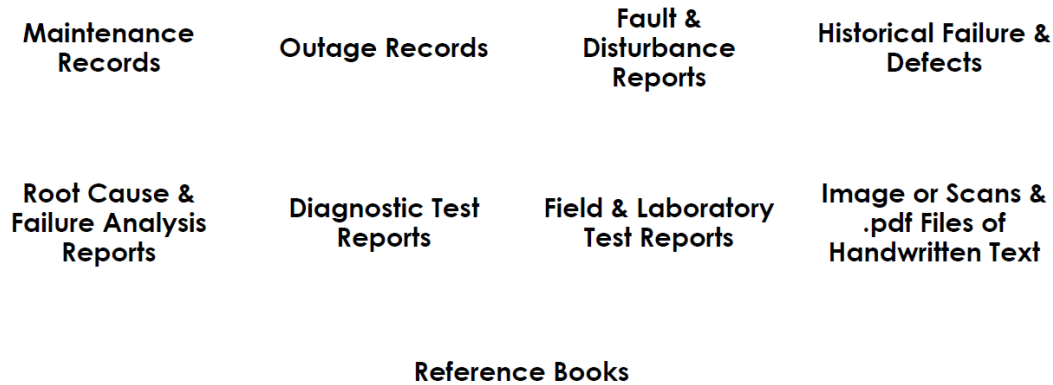 Maintenance
Records
Outage Records
Fault &
Disturbance
Reports
Historical Failure &
Defects
Root Cause &
Failure Analysis
Reports
Diagnostic Test
Reports
Field & Laboratory
Test Reports
Image or Scans &
.pdf Files of
Handwritten Text
Reference Books